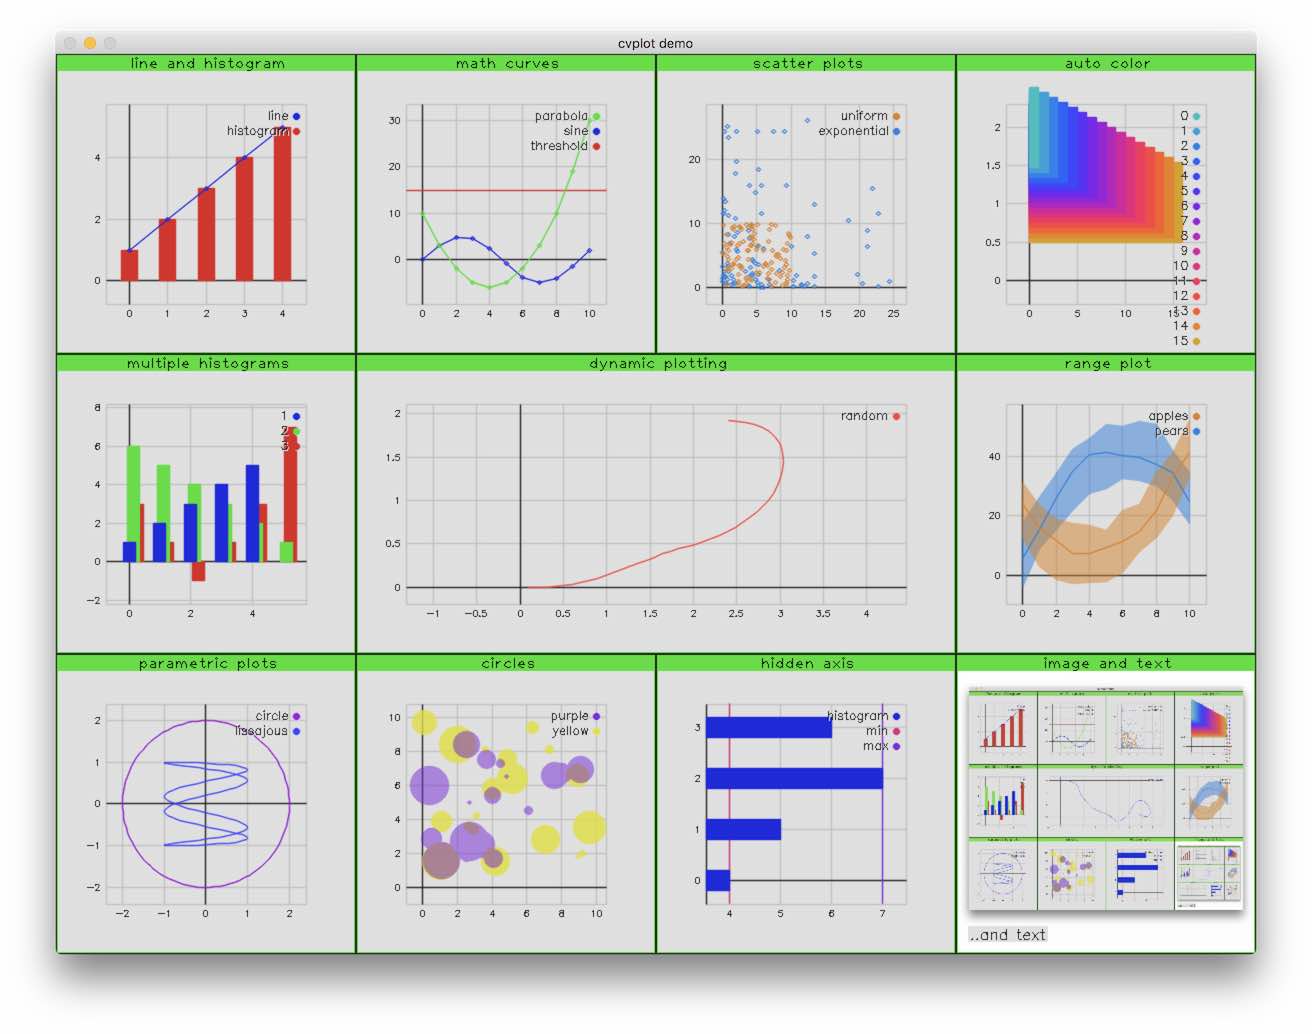 cvplot demo
line and histogram
line
histogram
4
2
0
0 1 2 3 4
math curves
parabola
sine
threshold
30
20
10
0
0 2 4 6 8 10
scatter plots
uniform
exponential
20
10
0
0 5 10 15 20 25
auto color
0
1
2
3
4
5
6
7
8
9
10
11
12
13
14
15
2
1.5
1
0.5
0
0 5 10 15
multiple histograms
1
2
3
8
6
4
2
0
-2
0 2 4
dynamic plotting
random
2
1.5
1
0.5
0
-1 -0.5 0 0.5 1 1.5 2 2.5 3 3.5 4
range plot
apples
pears
40
20
0
0 2 4 6 8 10
parametric plots
circle
lissajous
2
1
0
-1
-2
-2 -1 0 1 2
circles
purple
yellow
10
8
6
4
2
0
0 2 4 6 8 10
hidden axis
histogram
min
max
3
2
1
0
4 5 6 7
image and text
..and text